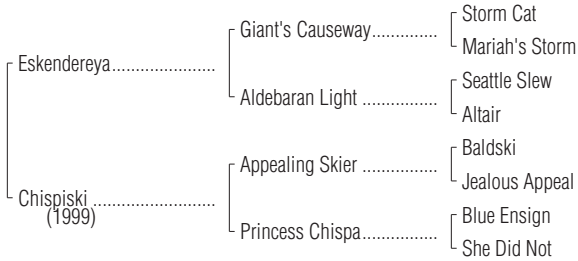 Storm Cat
Giant's Causeway..............
Mariah's Storm
Eskendereya......................
Seattle Slew
Aldebaran Light ................
Altair
Baldski
Appealing Skier ................
Jealous Appeal
Chispiski ..........................
(1999)
Blue Ensign
Princess Chispa................
She Did Not